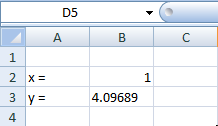 D5
A B C
1
2 x = 1
3 y = 4.09689
4